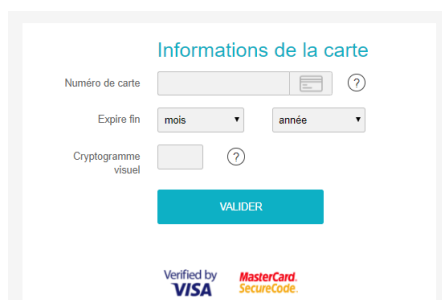 Informations de la carte
Numéro de carte
?
Expire fin
mois
année
Cryptogramme
visuel
?
VALIDER
Verified by
VISA
MasterCard.
SecureCode.